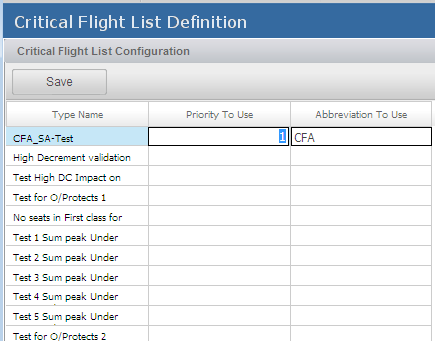 Critical Flight List Definition
Critical Flight List Configuration
Save
Type Name Priority To Use Abbreviation To Use
CFA_SA-Test 1 CFA
High Decrement validation
Test High DC Impact on
Test for O/Protects 1
No seats in First class for
Test 1 Sum peak Under
Test 2 Sum peak Under
Test 3 Sum peak Under
Test 4 Sum peak Under
Test 5 Sum peak Under
Test for O/Protects 2